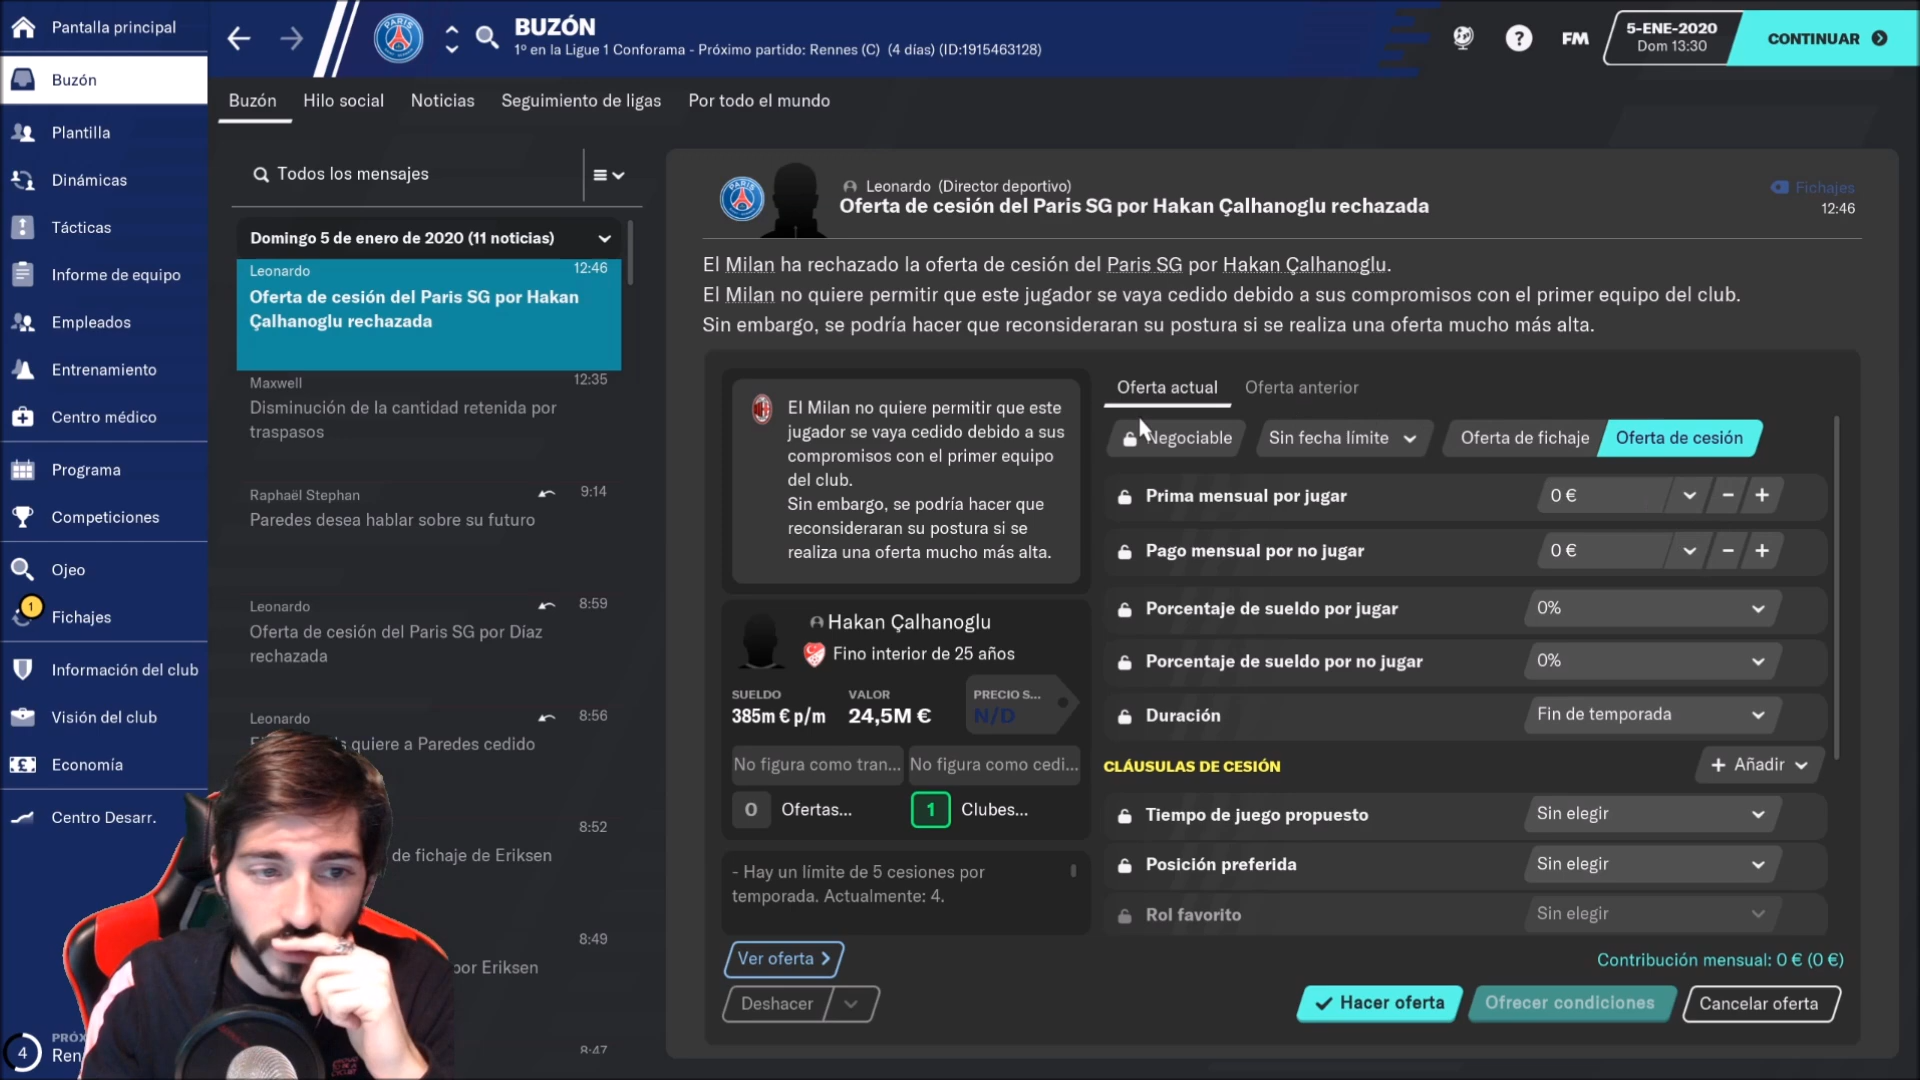 Pantalla principal
Buzón
Plantilla
Dinámicas
Tácticas
Informe de equipo
Empleados
Entrenamiento
Centro médico
Programa
Competiciones
Ojeo
1
Fichajes
Información del club
Visión del club
Economía
Centro Desarr.
4
BUZÓN
1º en la Ligue 1 Conforama - Próximo partido: Rennes (C) (4 días) (ID:1915463128)
FM
5-ENE-2020
Dom 13:30
CONTINUAR
Buzón Hilo social Noticias Seguimiento de ligas Por todo el mundo
Todos los mensajes
Domingo 5 de enero de 2020 (11 noticias)
Leonardo 12:46
Oferta de cesión del Paris SG por Hakan
Çalhanoglu rechazada
Maxwell 12:35
Disminución de la cantidad retenida por
traspasos
Raphaël Stephan 9:14
Paredes desea hablar sobre su futuro
Leonardo 8:59
Oferta de cesión del Paris SG por Díaz
rechazada
Leonardo 8:56
quiere a Paredes cedido
8:52
de fichaje de Eriksen
8:49
por Eriksen
8:47
PARIS
Leonardo (Director deportivo)
Oferta de cesión del Paris SG por Hakan Çalhanoglu rechazada
Fichajes
12:46
El Milan ha rechazado la oferta de cesión del Paris SG por Hakan Çalhanoglu.
El Milan no quiere permitir que este jugador se vaya cedido debido a sus compromisos con el primer equipo del club.
Sin embargo, se podría hacer que reconsideraran su postura si se realiza una oferta mucho más alta.
El Milan no quiere permitir que este
jugador se vaya cedido debido a sus
compromisos con el primer equipo
del club.
Sin embargo, se podría hacer que
reconsideraran su postura si se
realiza una oferta mucho más alta.
Hakan Çalhanoglu
Fino interior de 25 años
SUELDO VALOR PRECIO S...
385m € p/m 24,5M € N/D
No figura como tran... No figura como cedi...
0 Ofertas... 1 Clubes...
- Hay un límite de 5 cesiones por
temporada. Actualmente: 4.
Ver oferta
Deshacer
Oferta actual Oferta anterior
Negociable Sin fecha límite Oferta de fichaje Oferta de cesión
Prima mensual por jugar 0 € − +
Pago mensual por no jugar 0 € − +
Porcentaje de sueldo por jugar 0%
Porcentaje de sueldo por no jugar 0%
Duración Fin de temporada
CLÁUSULAS DE CESIÓN + Añadir
Tiempo de juego propuesto Sin elegir
Posición preferida Sin elegir
Rol favorito Sin elegir
Contribución mensual: 0 € (0 €)
Hacer oferta Ofrecer condiciones Cancelar oferta